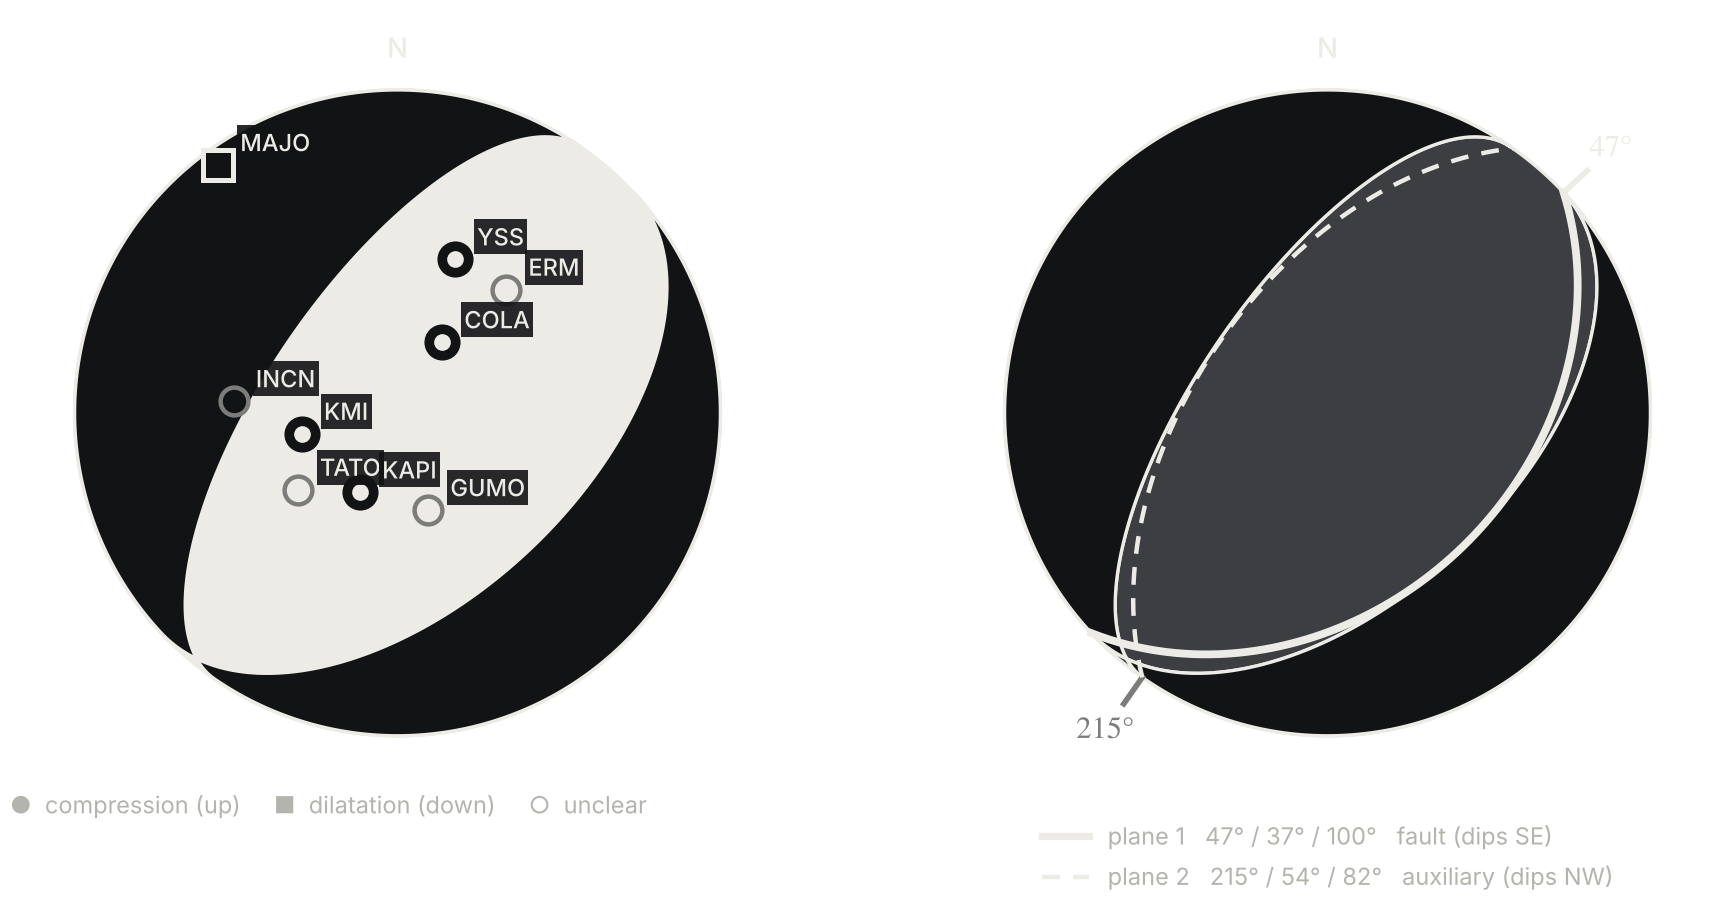 N
N
MAJO
47°
YSS
ERM
COLA
INCN
KMI
TATO
KAPI
GUMO
215°
compression (up)
dilatation (down)
unclear
plane 1 47° / 37° / 100° fault (dips SE)
plane 2 215° / 54° / 82° auxiliary (dips NW)